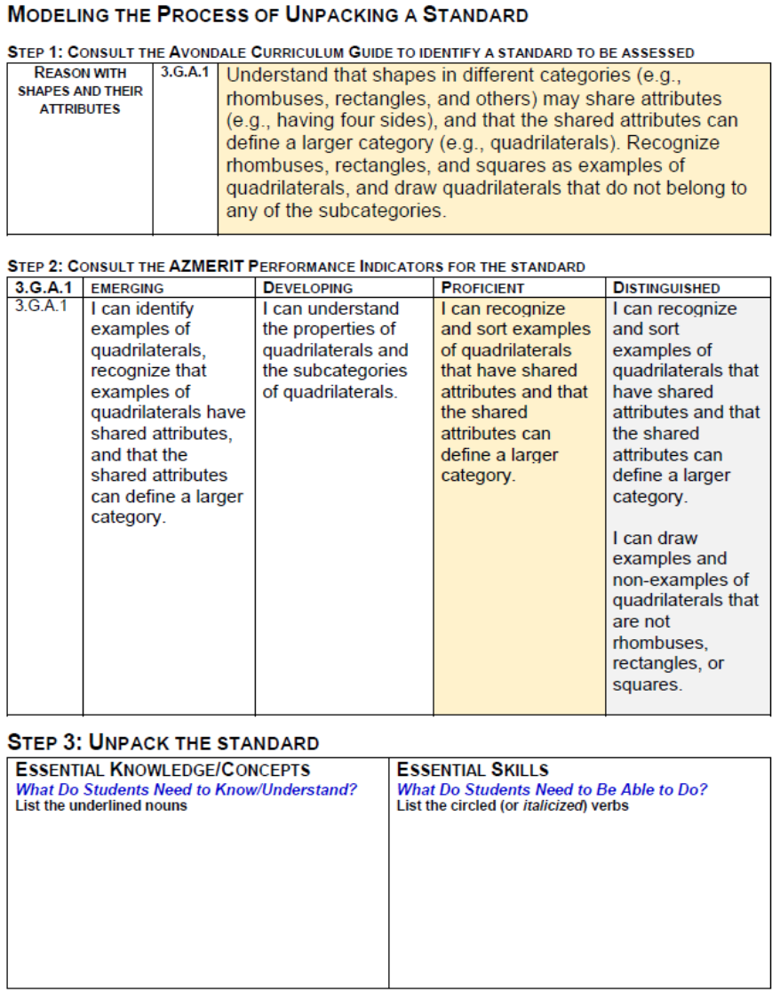 MODELING THE PROCESS OF UNPACKING A STANDARD
STEP 1: CONSULT THE AVONDALE CURRICULUM GUIDE TO IDENTIFY A STANDARD TO BE ASSESSED
REASON WITH
SHAPES AND THEIR
ATTRIBUTES
3.G.A.1
Understand that shapes in different categories (e.g.,
rhombuses, rectangles, and others) may share attributes
(e.g., having four sides), and that the shared attributes can
define a larger category (e.g., quadrilaterals). Recognize
rhombuses, rectangles, and squares as examples of
quadrilaterals, and draw quadrilaterals that do not belong to
any of the subcategories.
STEP 2: CONSULT THE AZMERIT PERFORMANCE INDICATORS FOR THE STANDARD
3.G.A.1 EMERGING DEVELOPING PROFICIENT DISTINGUISHED
3.G.A.1
I can identify
examples of
quadrilaterals,
recognize that
examples of
quadrilaterals have
shared attributes,
and that the
shared attributes
can define a larger
category.
I can understand
the properties of
quadrilaterals and
the subcategories
of quadrilaterals.
I can recognize
and sort examples
of quadrilaterals
that have shared
attributes and that
the shared
attributes can
define a larger
category.
I can recognize
and sort
examples of
quadrilaterals that
have shared
attributes and that
the shared
attributes can
define a larger
category.
I can draw
examples and
non-examples of
quadrilaterals that
are not
rhombuses,
rectangles, or
squares.
STEP 3: UNPACK THE STANDARD
ESSENTIAL KNOWLEDGE/CONCEPTS
What Do Students Need to Know/Understand?
List the underlined nouns
ESSENTIAL SKILLS
What Do Students Need to Be Able to Do?
List the circled (or italicized) verbs